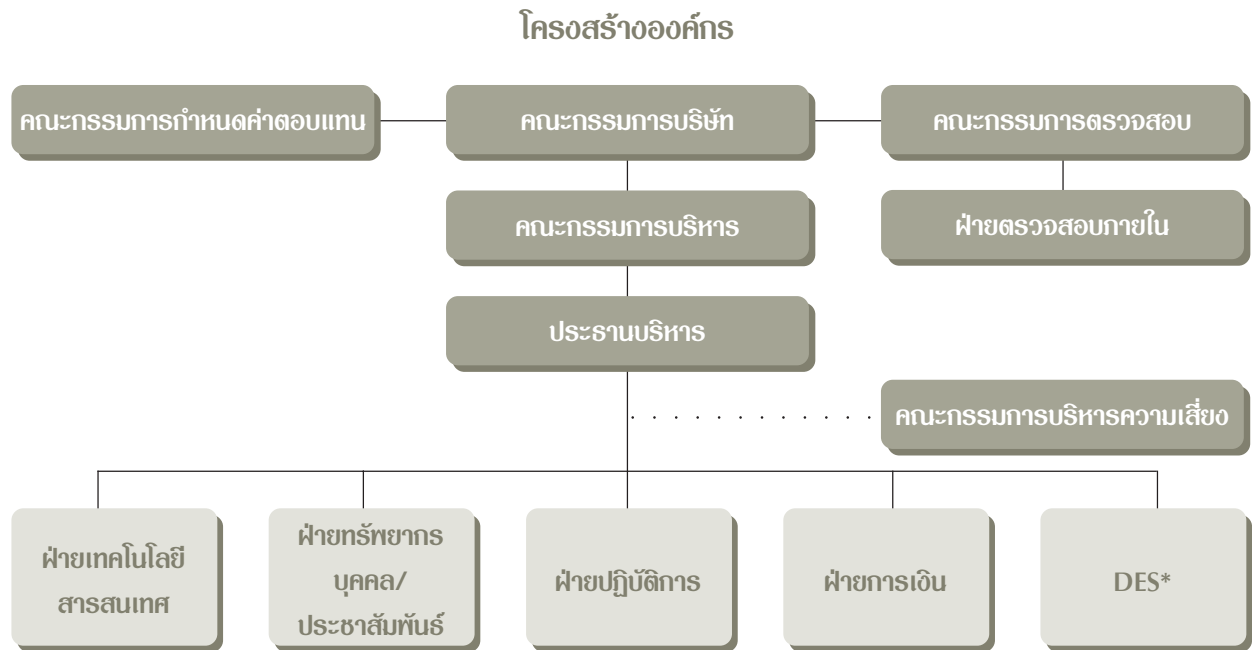 โครงสร้างองค์กร
คณะกรรมการกำหนดค่าตอบแทน
คณะกรรมการบริษัท
คณะกรรมการตรวจสอบ
คณะกรรมการบริหาร
ฝ่ายตรวจสอบภายใน
ประธานบริหาร
คณะกรรมการบริหารความเสี่ยง
ฝ่ายเทคโนโลยี
สารสนเทศ
ฝ่ายทรัพยากร
บุคคล/
ประชาสัมพันธ์
ฝ่ายปฏิบัติการ
ฝ่ายการเงิน
DES*